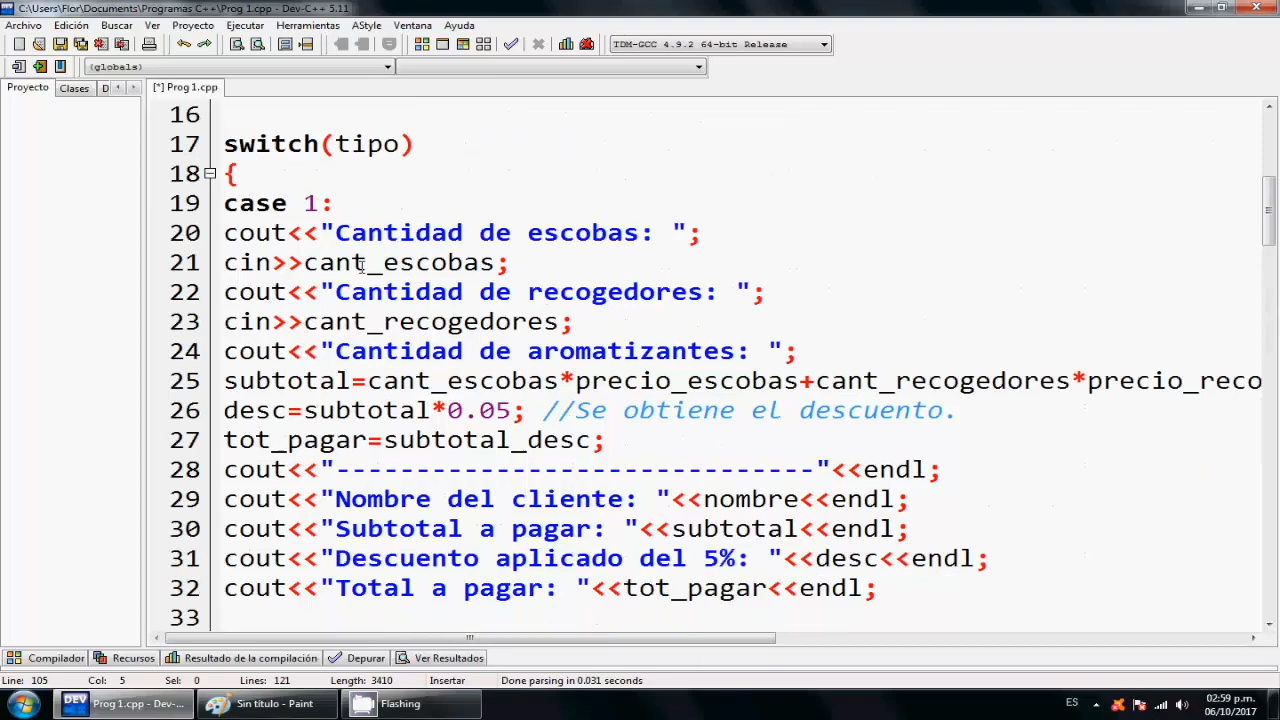 C:\Users\Flor\Documents\Programas C++\Prog 1.cpp - Dev-C++ 5.11
Archivo Edición Buscar Ver Proyecto Ejecutar Herramientas AStyle Ventana Ayuda
TDM-GCC 4.9.2 64-bit Release
(globals)
Proyecto Clases D [*] Prog 1.cpp
16
17 switch(tipo)
18 {
19 case 1:
20 cout<<"Cantidad de escobas: ";
21 cin>>cant_escobas;
22 cout<<"Cantidad de recogedores: ";
23 cin>>cant_recogedores;
24 cout<<"Cantidad de aromatizantes: ";
25 subtotal=cant_escobas*precio_escobas+cant_recogedores*precio_reco
26 desc=subtotal*0.05; //Se obtiene el descuento.
27 tot_pagar=subtotal_desc;
28 cout<<"------------------------------"<<endl;
29 cout<<"Nombre del cliente: "<<nombre<<endl;
30 cout<<"Subtotal a pagar: "<<subtotal<<endl;
31 cout<<"Descuento aplicado del 5%: "<<desc<<endl;
32 cout<<"Total a pagar: "<<tot_pagar<<endl;
33
Compilador Recursos Resultado de la compilación Depurar Ver Resultados
Line: 105 Col: 5 Sel: 0 Lines: 121 Length: 3410 Insertar Done parsing in 0.031 seconds
DEV Prog 1.cpp - Dev-... Sin título - Paint Flashing ES 02:59 p.m.
06/10/2017